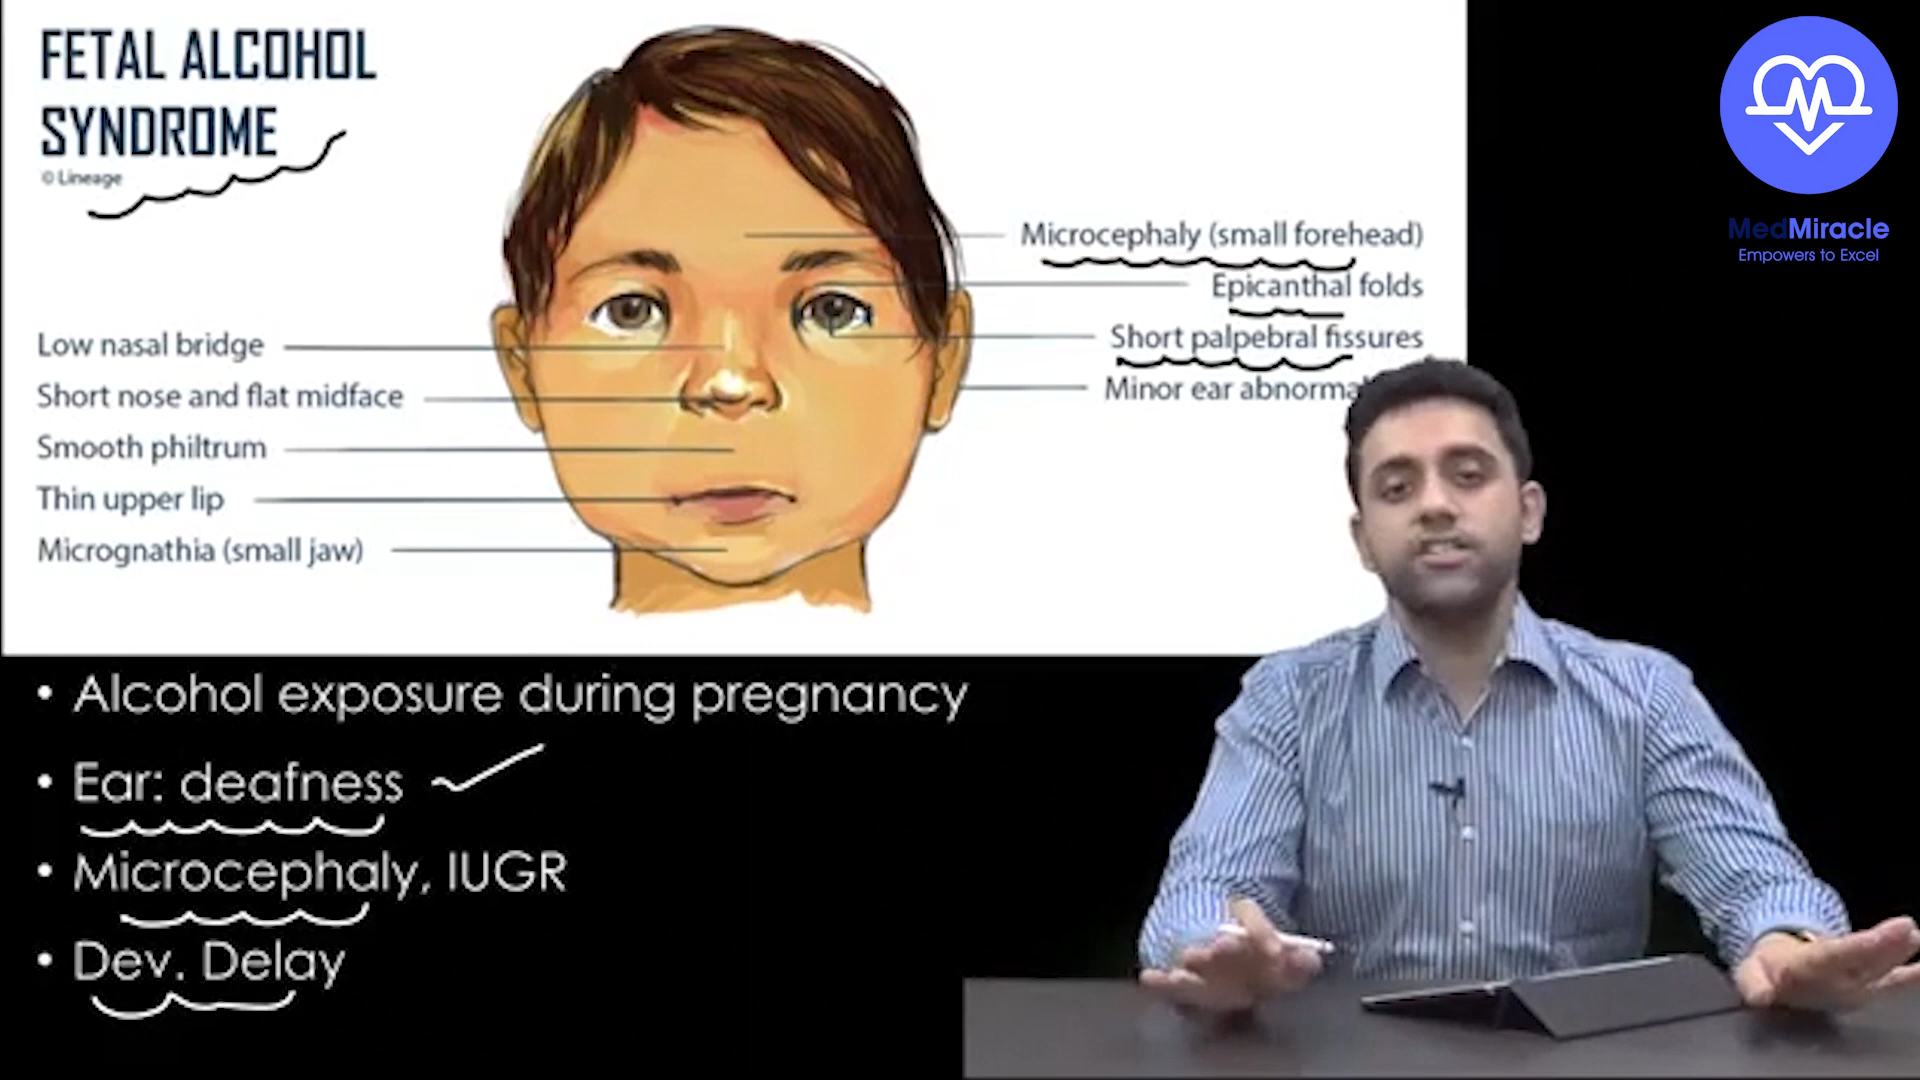 FETAL ALCOHOL
SYNDROME
© Lineage
Microcephaly (small forehead)
Epicanthal folds
Short palpebral fissures
Minor ear
Low nasal bridge
Short nose and flat midface
Smooth philtrum
Thin upper lip
Micrognathia (small jaw)
• Alcohol exposure during pregnancy
• Ear: deafness
• Microcephaly, IUGR
• Dev. Delay
MedMiracle
Empowers to Excel